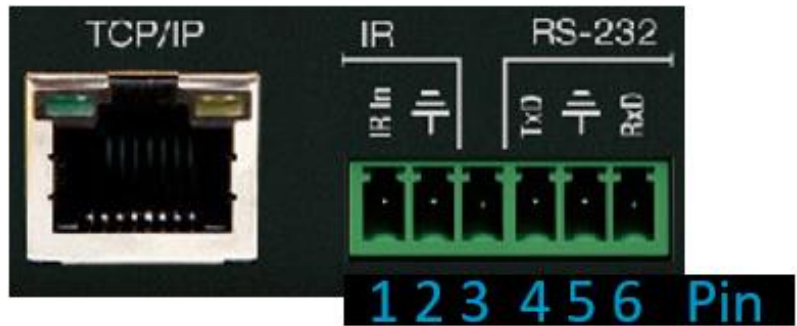 TCP/IP IR RS-232
IR In TxD RxD
1 2 3 4 5 6 Pin